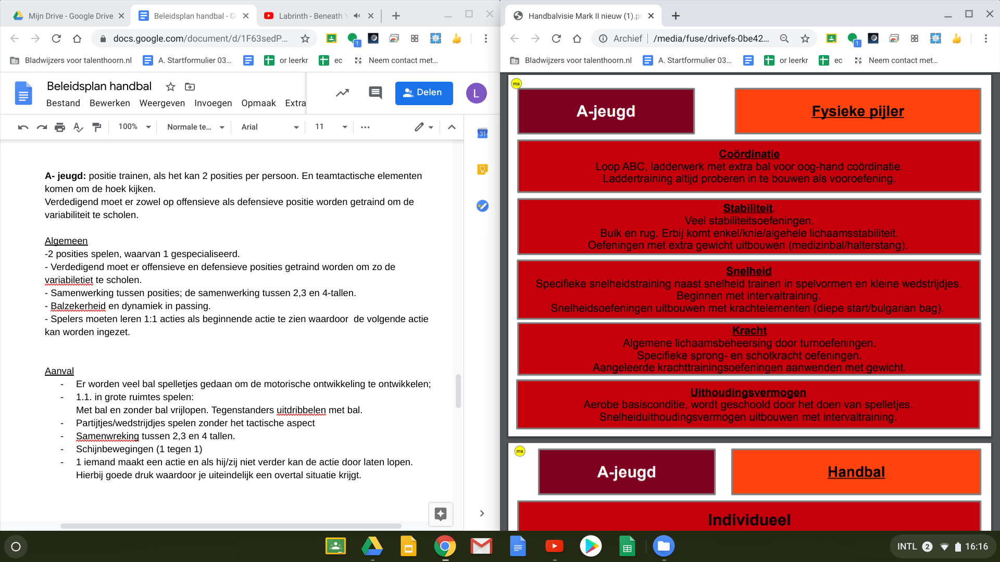 Mijn Drive - Google Drive
Beleidsplan handbal - Go
Labrinth - Beneath Y
docs.google.com/document/d/1F63sedP...
1
Bladwijzers voor talenthoorn.nl
A. Startformulier 03...
or leerkr
ec
Neem contact met...
Beleidsplan handbal
Bestand Bewerken Weergeven Invoegen Opmaak Extra
Delen
L
100%
Normale te...
Arial
11
31
A- jeugd: positie trainen, als het kan 2 posities per persoon. En teamtactische elementen
komen om de hoek kijken.
Verdedigend moet er zowel op offensieve als defensieve positie worden getraind om de
variabiliteit te scholen.
Algemeen
-2 posities spelen, waarvan 1 gespecialiseerd.
- Verdedigend moet er offensieve en defensieve posities getraind worden om zo de
variabiletiet te scholen.
- Samenwerking tussen posities; de samenwerking tussen 2,3 en 4-tallen.
- Balzekerheid en dynamiek in passing.
- Spelers moeten leren 1:1 acties als beginnende actie te zien waardoor  de volgende actie
kan worden ingezet.
Aanval
- Er worden veel bal spelletjes gedaan om de motorische ontwikkeling te ontwikkelen;
- 1.1. in grote ruimtes spelen:
Met bal en zonder bal vrijlopen. Tegenstanders uitdribbelen met bal.
- Partijtjes/wedstrijdjes spelen zonder het tactische aspect
- Samenwreking tussen 2,3 en 4 tallen.
- Schijnbewegingen (1 tegen 1)
- 1 iemand maakt een actie en als hij/zij niet verder kan de actie door laten lopen.
Hierbij goede druk waardoor je uiteindelijk een overtal situatie krijgt.
Handbalvisie Mark II nieuw (1).pd
Archief
/media/fuse/drivefs-0be42...
1
Bladwijzers voor talenthoorn.nl
A. Startformulier 03...
or leerkr
ec
Neem contact met...
ms
A-jeugd
Fysieke pijler
Coördinatie
Loop ABC, ladderwerk met extra bal voor oog-hand coördinatie.
Laddertraining altijd proberen in te bouwen als vooroefening.
Stabiliteit.
Veel stabiliteitsoefeningen.
Buik en rug. Erbij komt enkel/knie/algehele lichaamsstabiliteit.
Oefeningen met extra gewicht uitbouwen (medizinbal/halterstang).
Snelheid
Specifieke snelheidstraining naast snelheid trainen in spelvormen en kleine wedstrijdjes.
Beginnen met intervaltraining.
Snelheidsoefeningen uitbouwen met krachtelementen (diepe start/bulgarian bag).
Kracht
Algemene lichaamsbeheersing door turnoefeningen.
Specifieke sprong- en schotkracht oefeningen.
Aangeleerde krachttrainingsoefeningen aanwenden met gewicht.
Uithoudingsvermogen
Aerobe basisconditie, wordt geschoold door het doen van spelletjes.
Snelheiduithoudingsvermogen uitbouwen met intervaltraining.
ms
A-jeugd
Handbal
Individueel
INTL 2 16:16